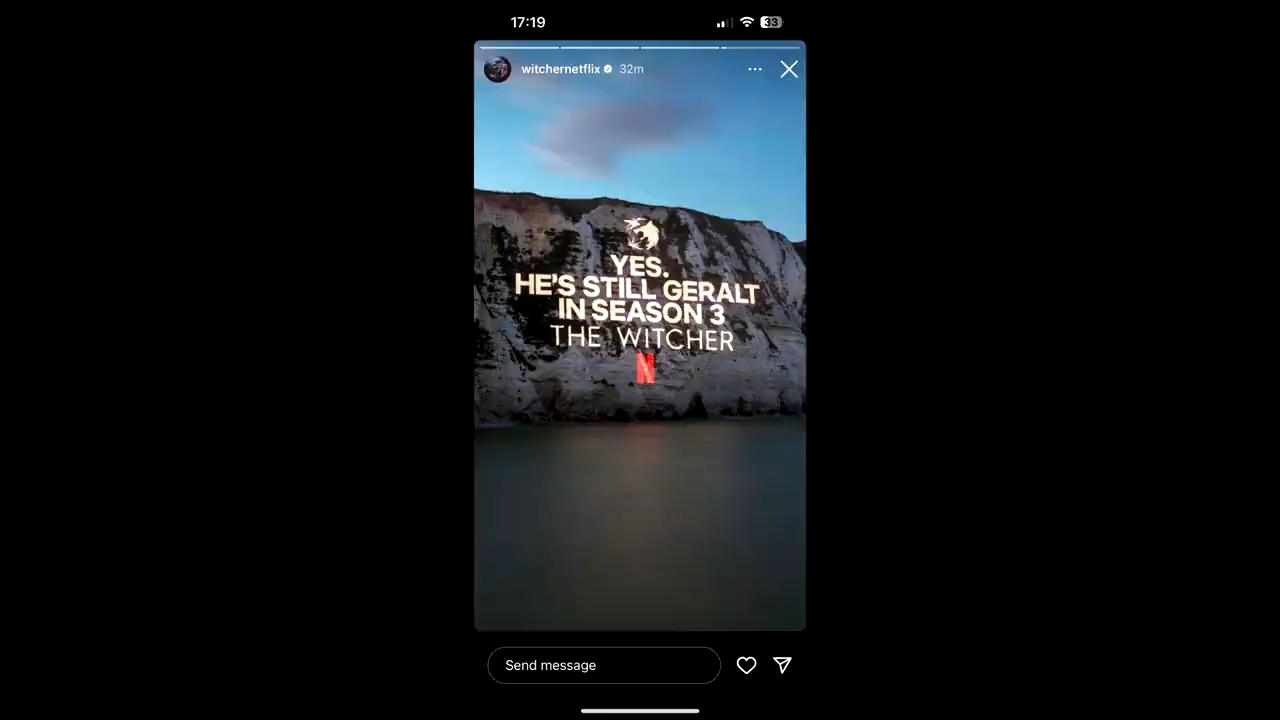 17:19
33
witchernetflix 32m
YES.
HE'S STILL GERALT
IN SEASON 3
THE WITCHER
N
Send message